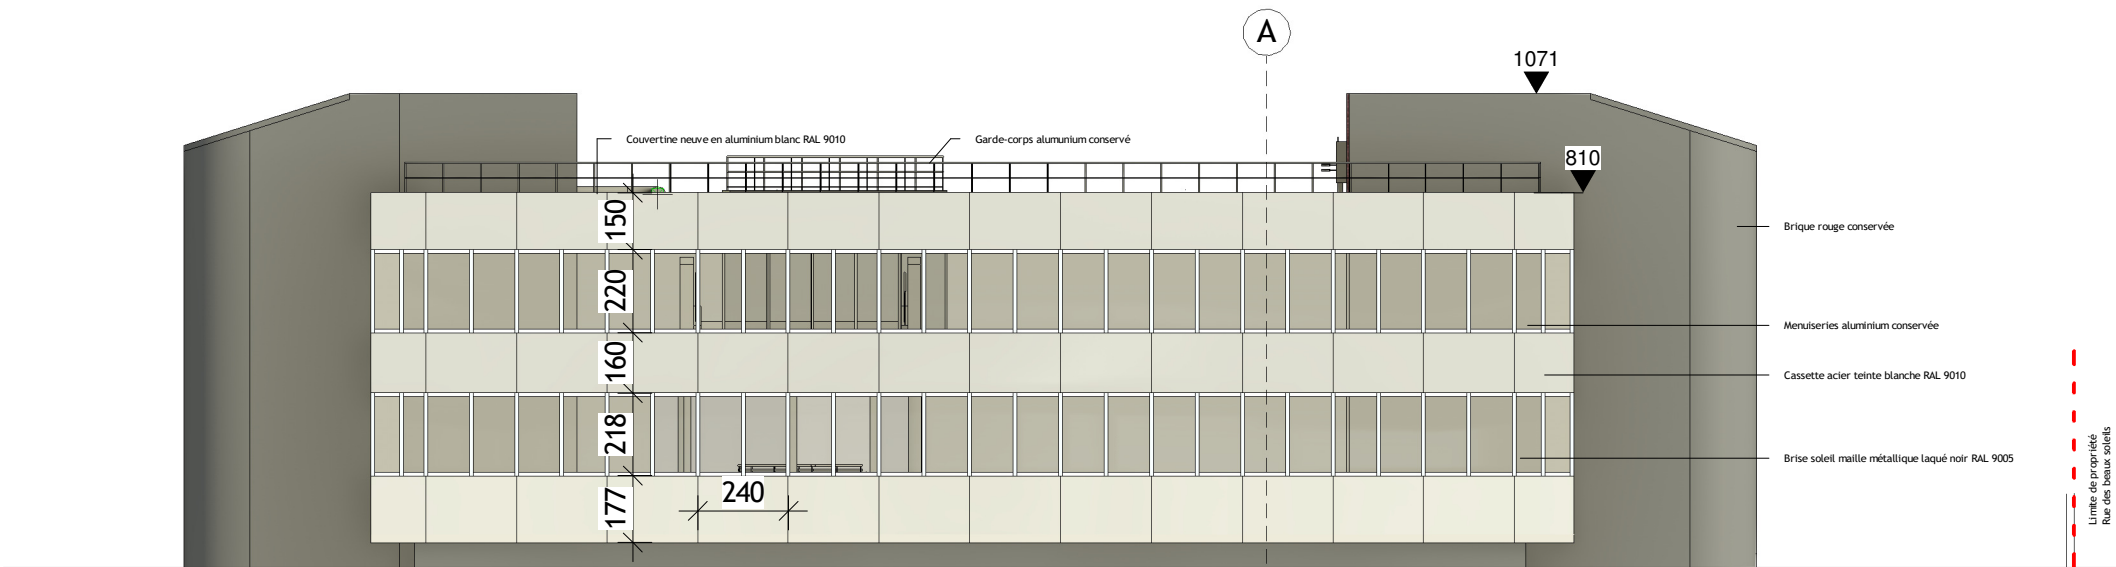 A
1071
Couvertine neuve en aluminium blanc RAL 9010
Garde-corps alumunium conservé
810
150
Brique rouge conservée
220
Menuiseries aluminium conservée
160
Cassette acier teinte blanche RAL 9010
218
Brise soleil maille métallique laqué noir RAL 9005
177
240
Limite de propriété
Rue des beaux soleils